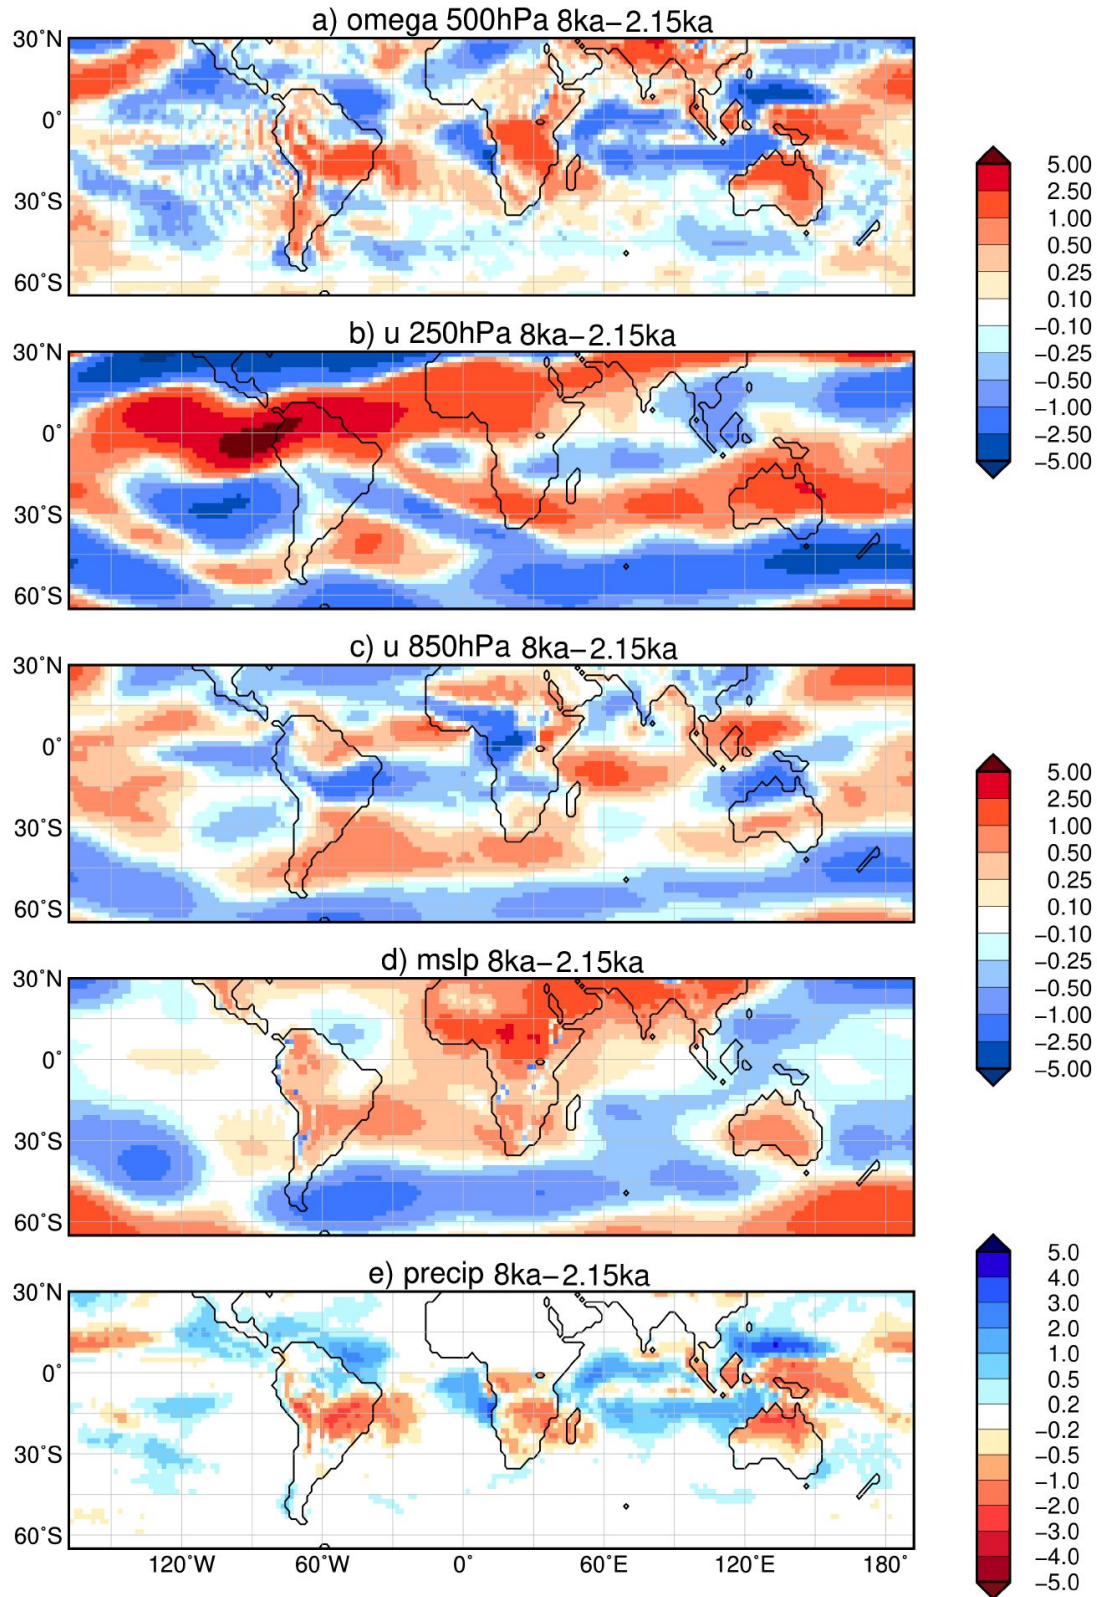 a) omega 500hPa 8ka−2.15ka
30˚N
0˚
30˚S
60˚S
5.00
2.50
1.00
0.50
0.25
0.10
−0.10
−0.25
−0.50
−1.00
−2.50
−5.00
b) u 250hPa 8ka−2.15ka
30˚N
0˚
30˚S
60˚S
c) u 850hPa 8ka−2.15ka
30˚N
0˚
30˚S
60˚S
5.00
2.50
1.00
0.50
0.25
0.10
−0.10
−0.25
−0.50
−1.00
−2.50
−5.00
d) mslp 8ka−2.15ka
30˚N
0˚
30˚S
60˚S
e) precip 8ka−2.15ka
30˚N
0˚
30˚S
60˚S
120˚W 60˚W 0˚ 60˚E 120˚E 180˚
5.0
4.0
3.0
2.0
1.0
0.5
0.2
−0.2
−0.5
−1.0
−2.0
−3.0
−4.0
−5.0